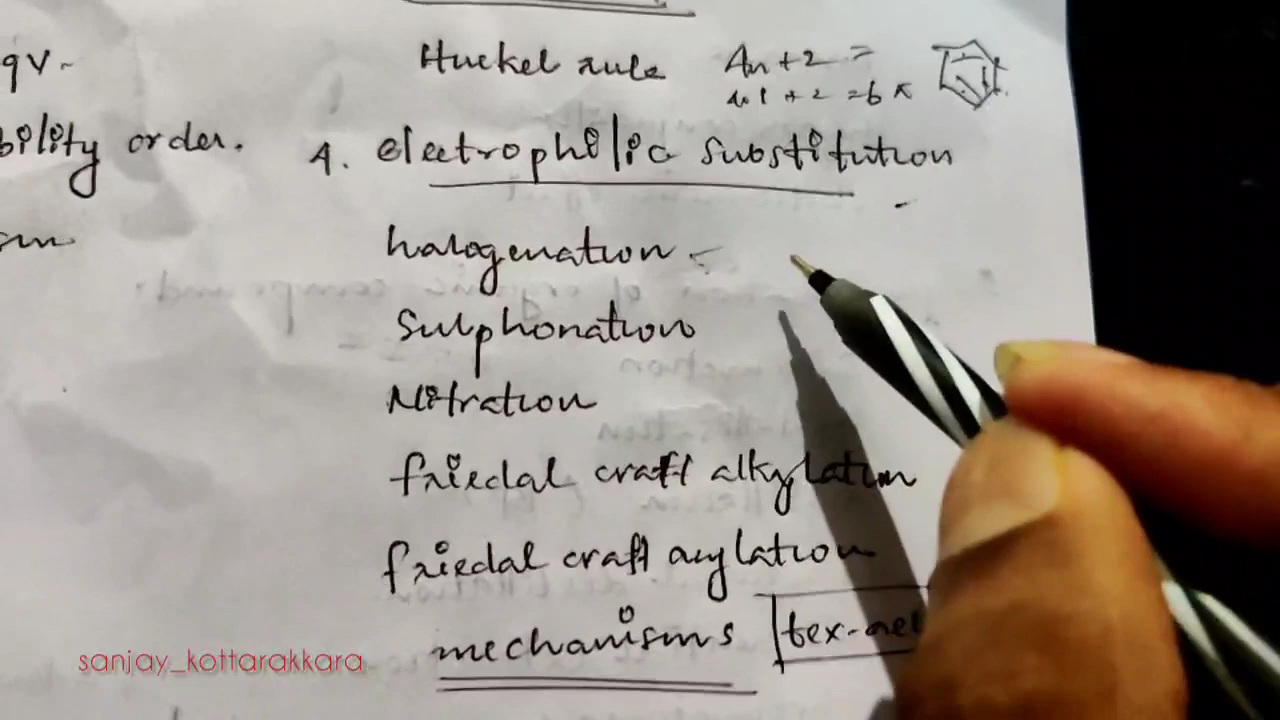 Huckel rule 4n+2 =
4x1 + 2 = 6 π
bility order.
4. electrophilic substitution
halogenation
Sulphonation
Nitration
friedal craft alkylation
friedal craft acylation
mechanisms
sanjay_kottarakkara